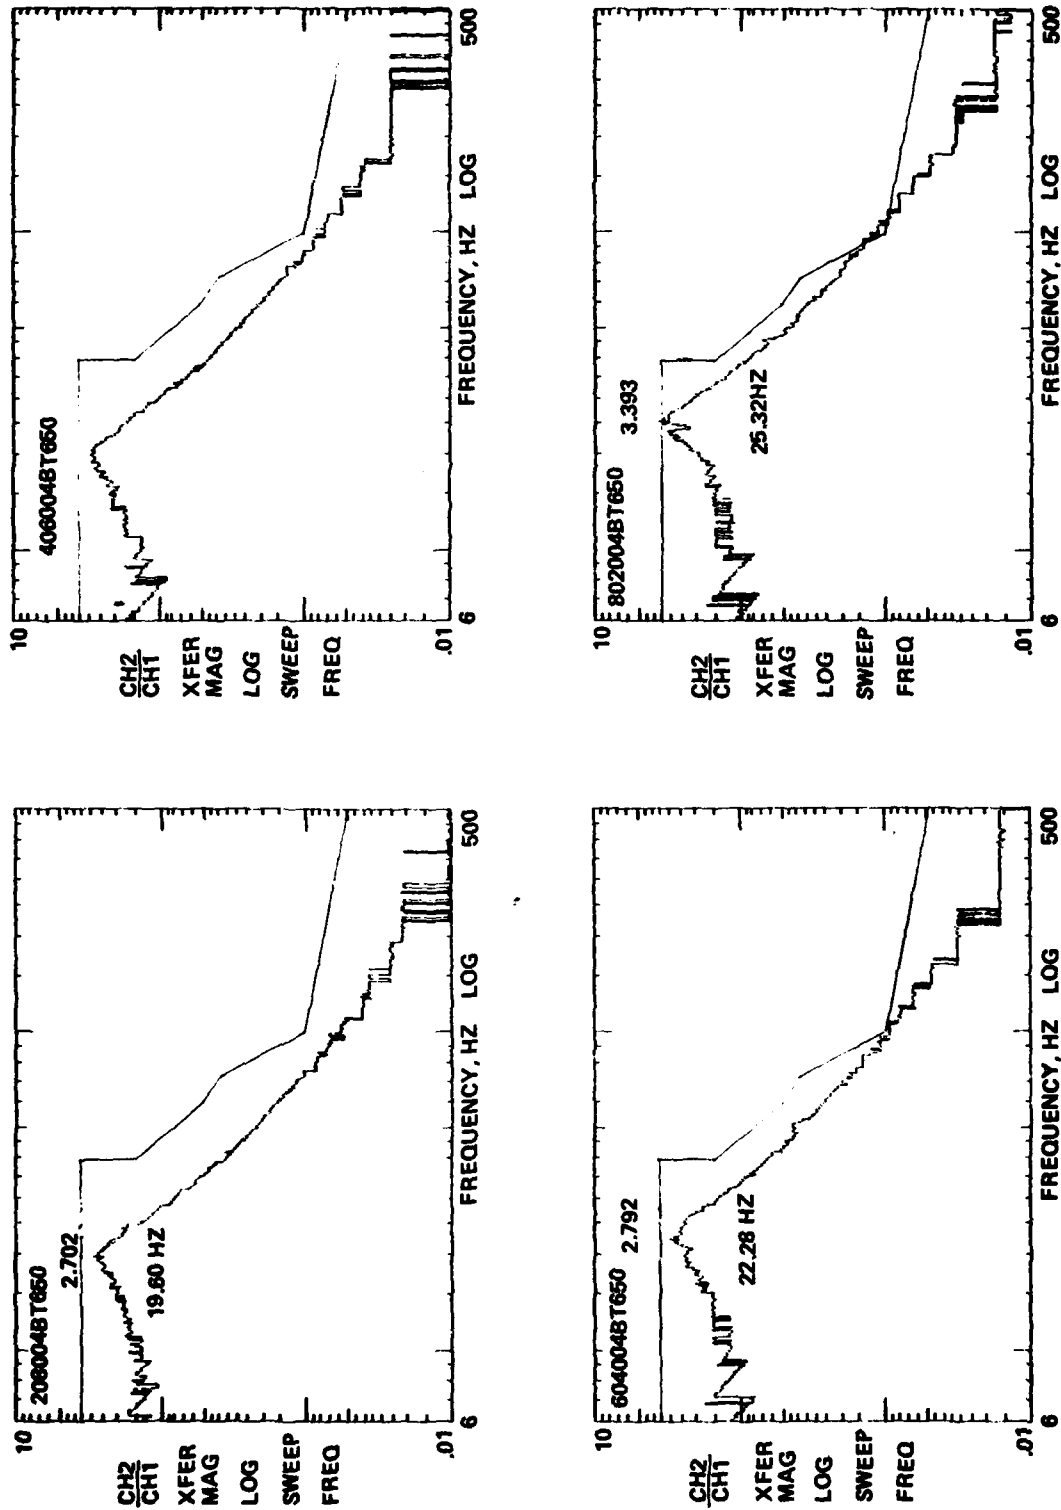 10
208004BT650
2.702
19.60 HZ
CH2
CH1
XFER
MAG
LOG
SWEEP
FREQ
.01
6
FREQUENCY, HZ LOG
500
10
406004BT650
CH2
CH1
XFER
MAG
LOG
SWEEP
FREQ
.01
6
FREQUENCY, HZ LOG
500
10
604004BT650
2.792
22.28 HZ
CH2
CH1
XFER
MAG
LOG
SWEEP
FREQ
.01
6
FREQUENCY, HZ LOG
500
10
802004BT650
3.393
25.32HZ
CH2
CH1
XFER
MAG
LOG
SWEEP
FREQ
.01
6
FREQUENCY, HZ LOG
500